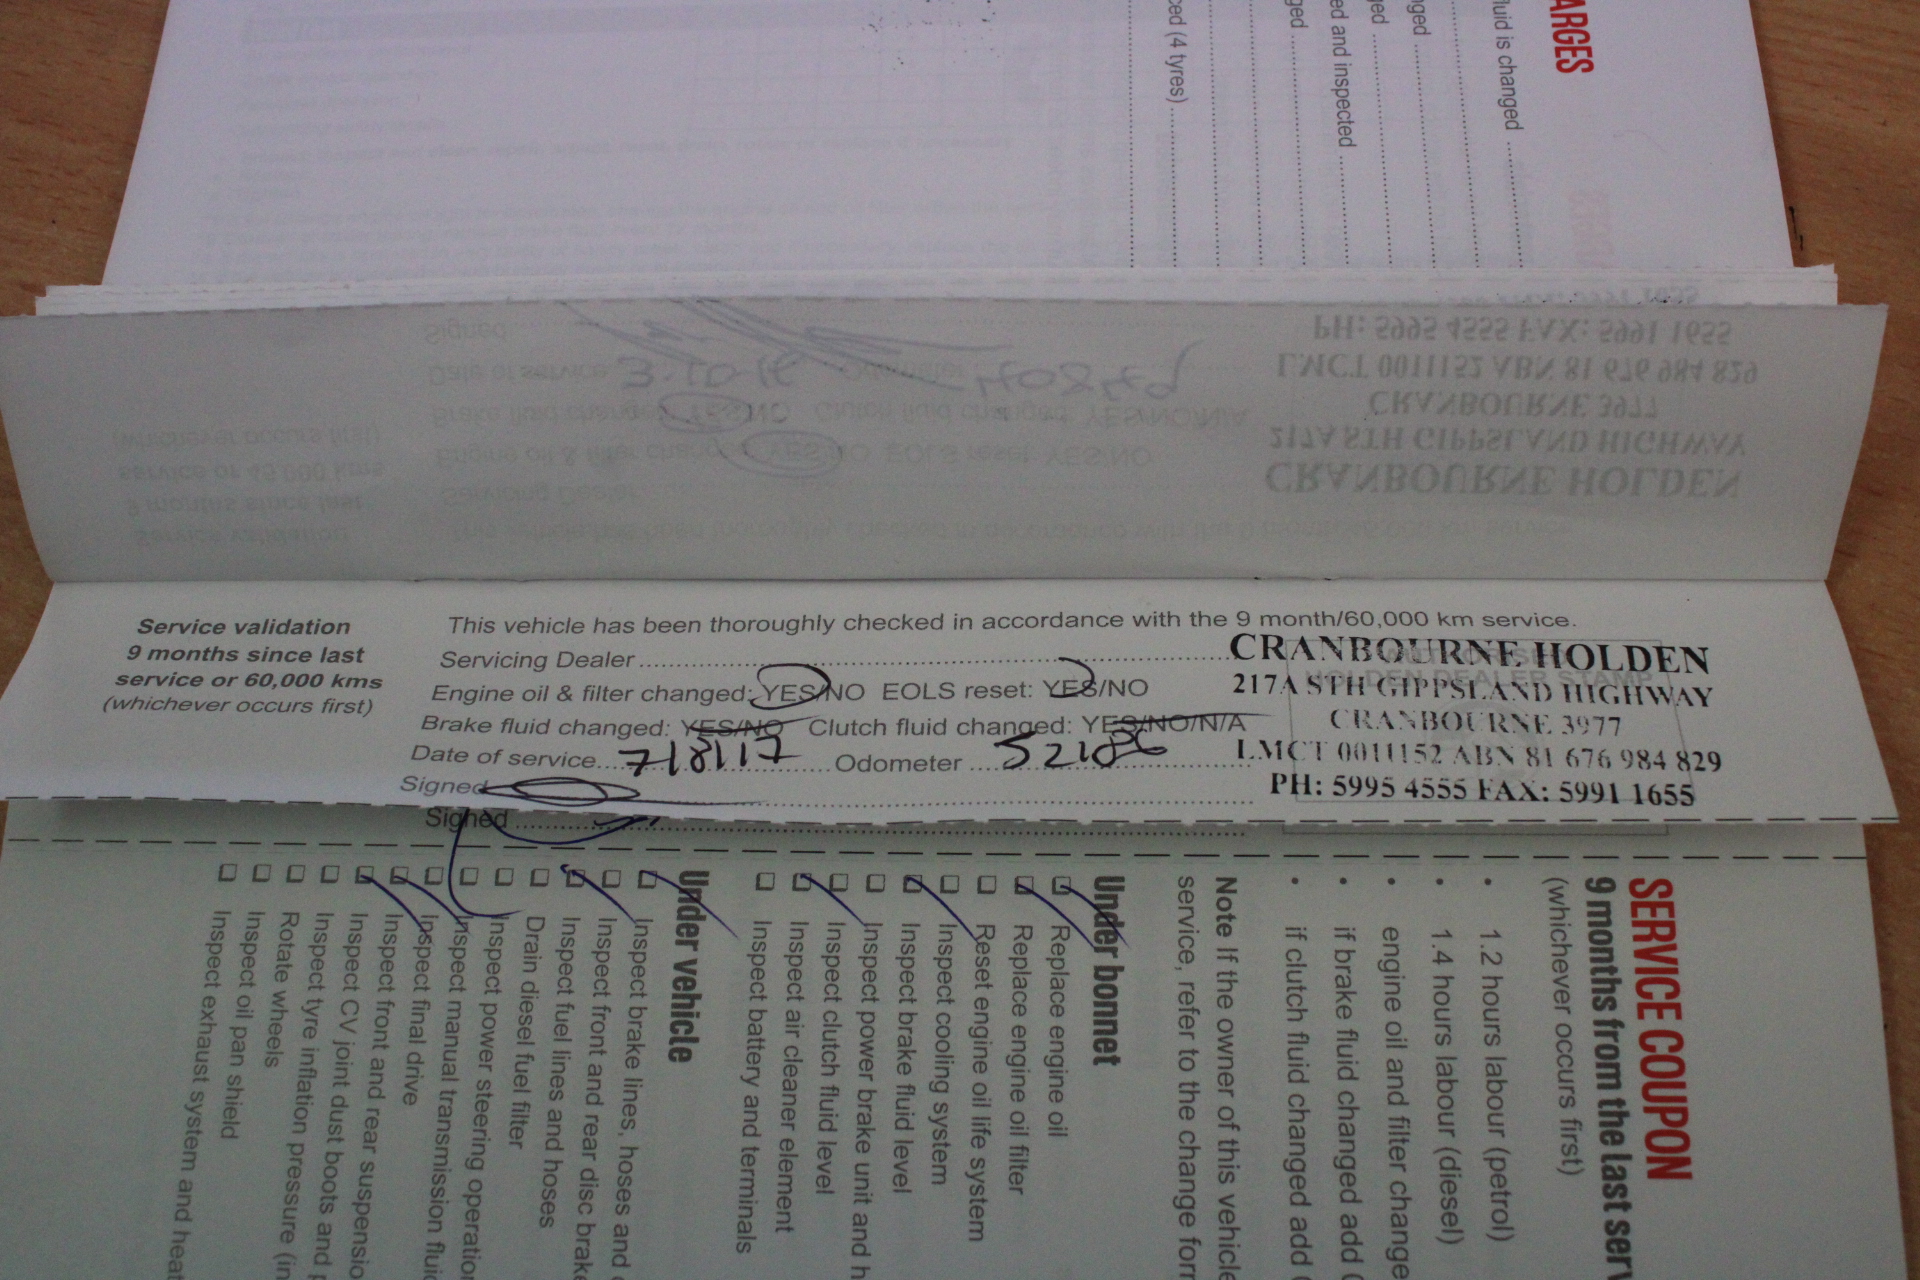 ARGES
luid is changed
nged
ged
ed and inspected
ged
ced (4 tyres)
Service validation
9 months since last
service or 60,000 kms
(whichever occurs first)
This vehicle has been thoroughly checked in accordance with the 9 month/60,000 km service.
Servicing Dealer
Engine oil & filter changed: YES/NO EOLS reset: YES/NO
Brake fluid changed: YES/NO Clutch fluid changed: YES/NO/N/A
Date of service 7/8/17 Odometer 52186
Signed
AUTHORISED
HOLDEN DEALER STAMP
CRANBOURNE HOLDEN
217A STH GIPPSLAND HIGHWAY
CRANBOURNE 3977
LMCT 0011152 ABN 81 676 984 829
PH: 5995 4555 FAX: 5991 1655
Signed
SERVICE COUPON
9 months from the last serv
(whichever occurs first)
• 1.2 hours labour (petrol)
• 1.4 hours labour (diesel)
• engine oil and filter change
• if brake fluid changed add
• if clutch fluid changed add
Note If the owner of this vehicle
service, refer to the change for
Under bonnet
Replace engine oil
Replace engine oil filter
Reset engine oil life system
Inspect cooling system
Inspect brake fluid level
Inspect power brake unit and h
Inspect clutch fluid level
Inspect air cleaner element
Inspect battery and terminals
Under vehicle
Inspect brake lines, hoses and
Inspect front and rear disc brake
Inspect fuel lines and hoses
Drain diesel fuel filter
Inspect power steering operation
Inspect manual transmission fluid
Inspect final drive
Inspect front and rear suspensio
Inspect CV joint dust boots and
Inspect tyre inflation pressure (in
Rotate wheels
Inspect oil pan shield
Inspect exhaust system and heat